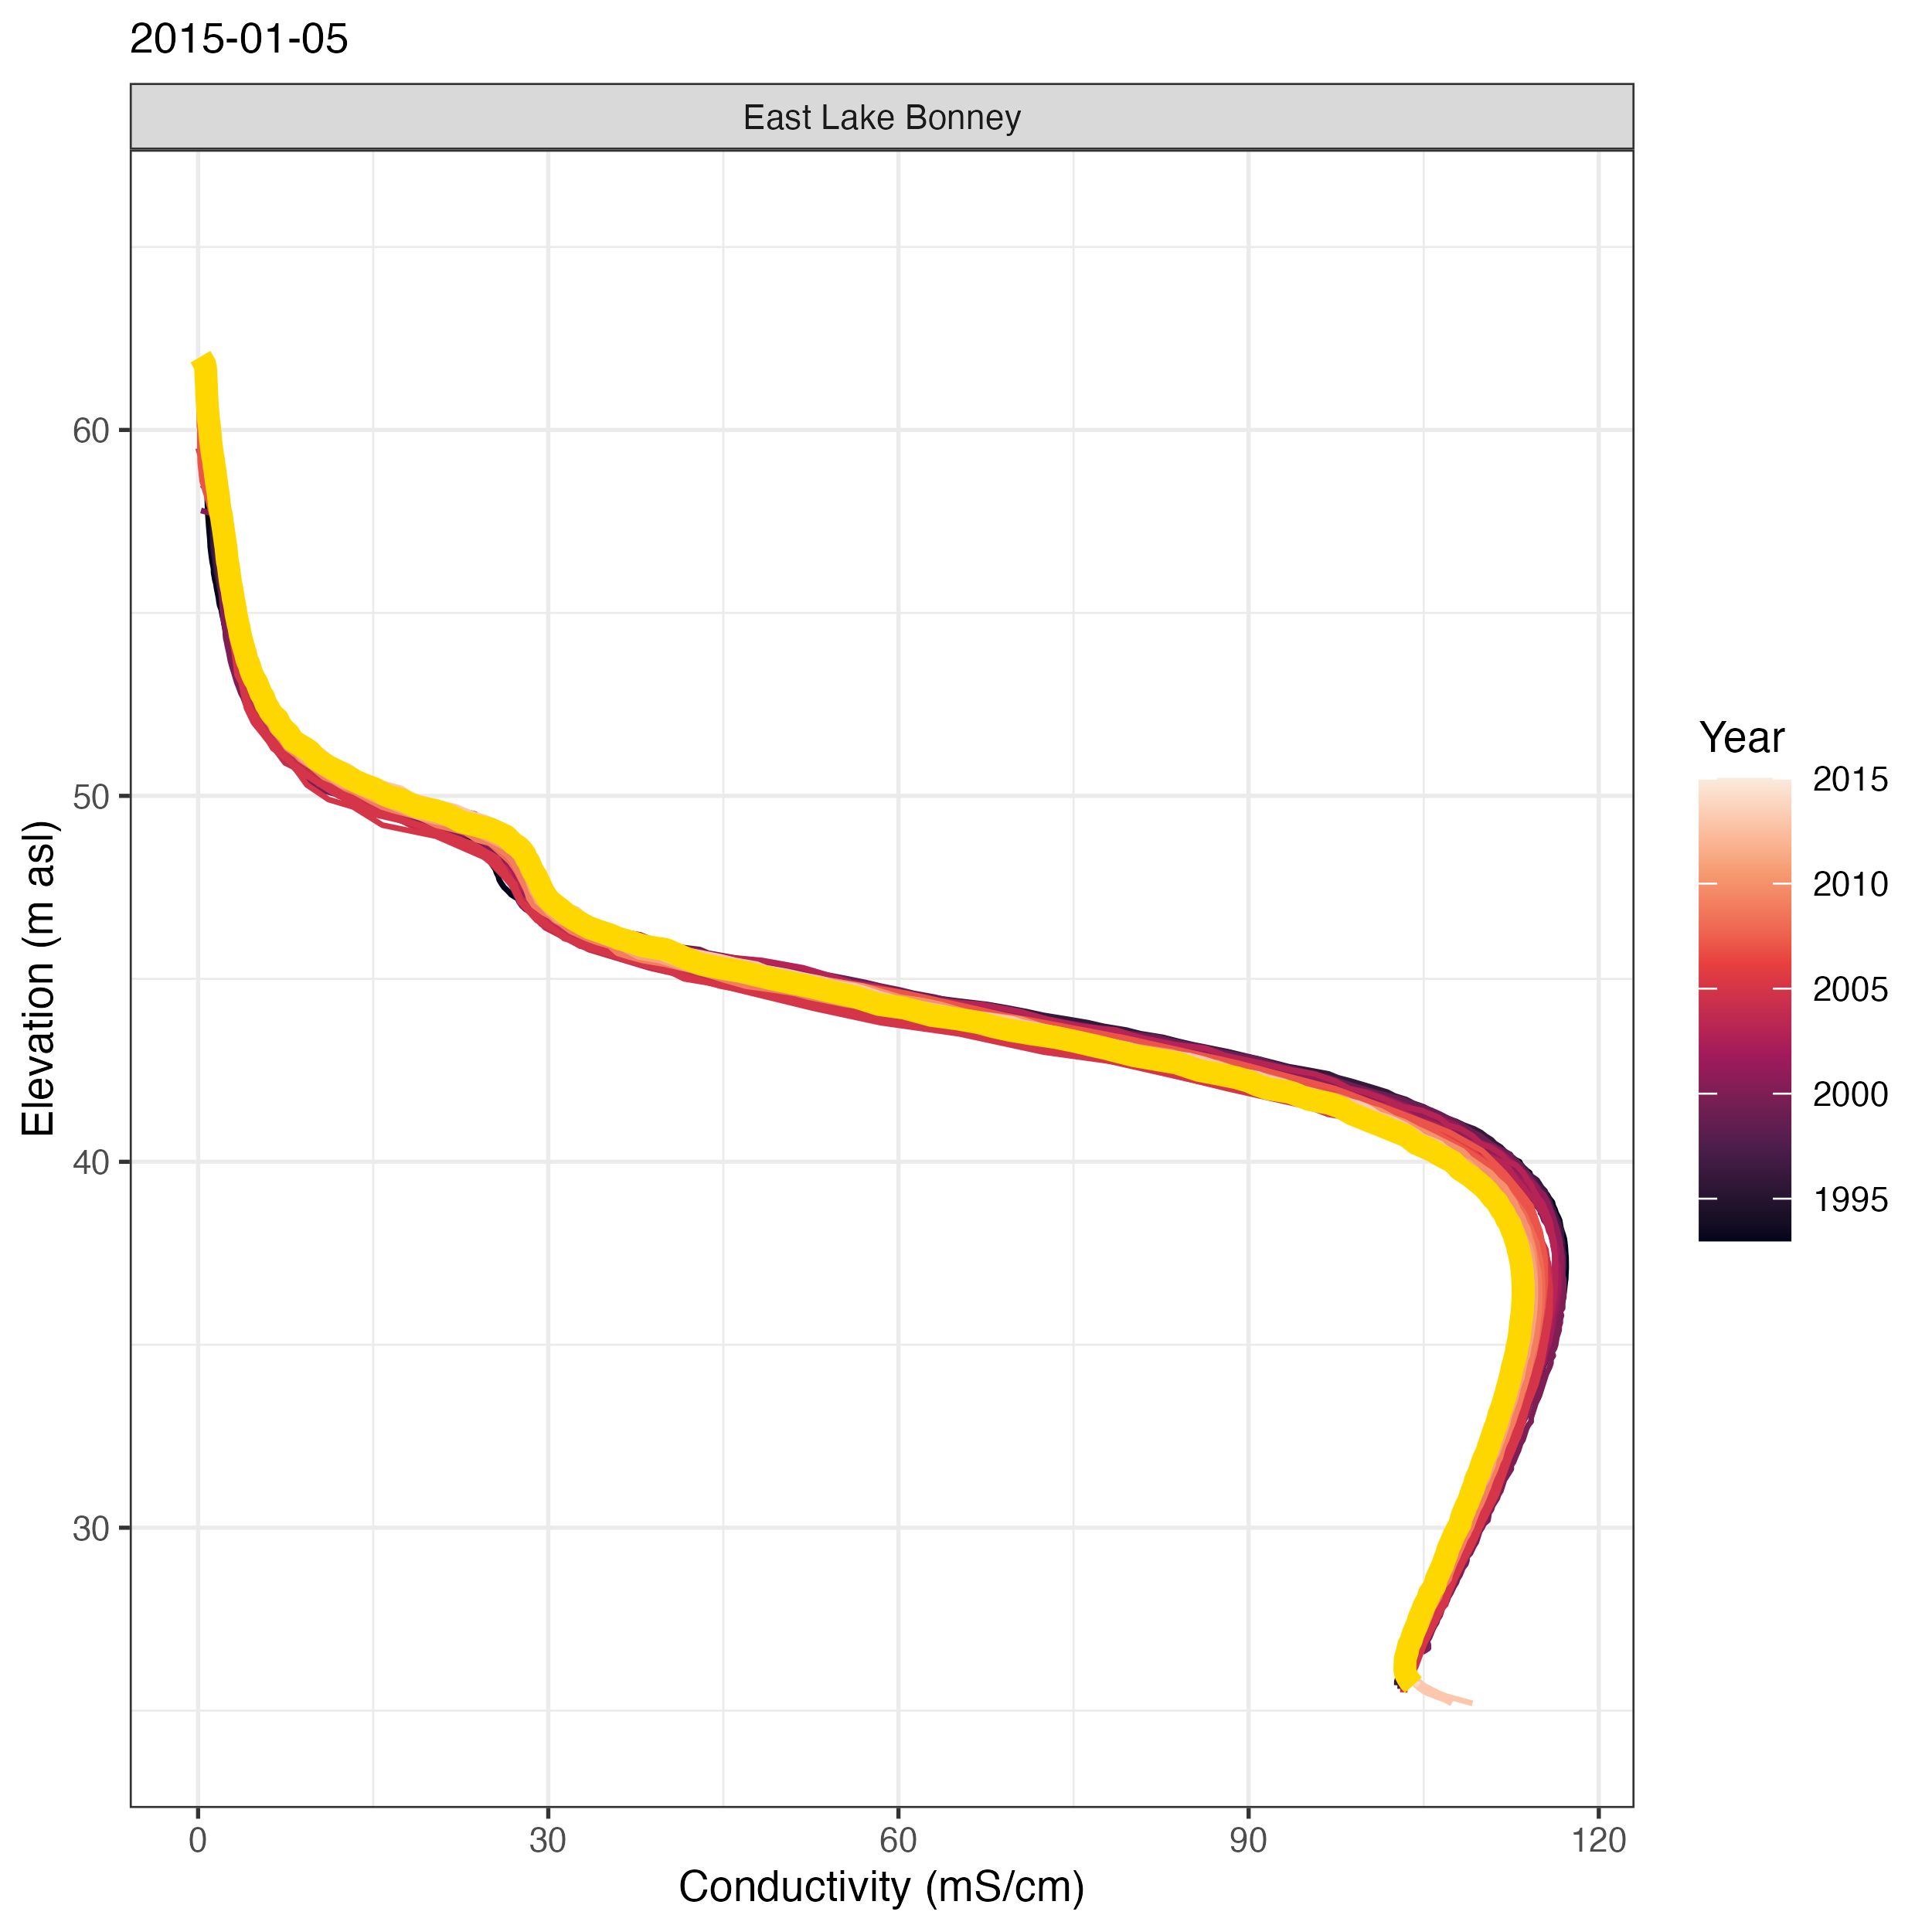 2015-01-05
East Lake Bonney
60
50
40
30
Elevation (m asl)
0 30 60 90 120
Conductivity (mS/cm)
Year
2015
2010
2005
2000
1995